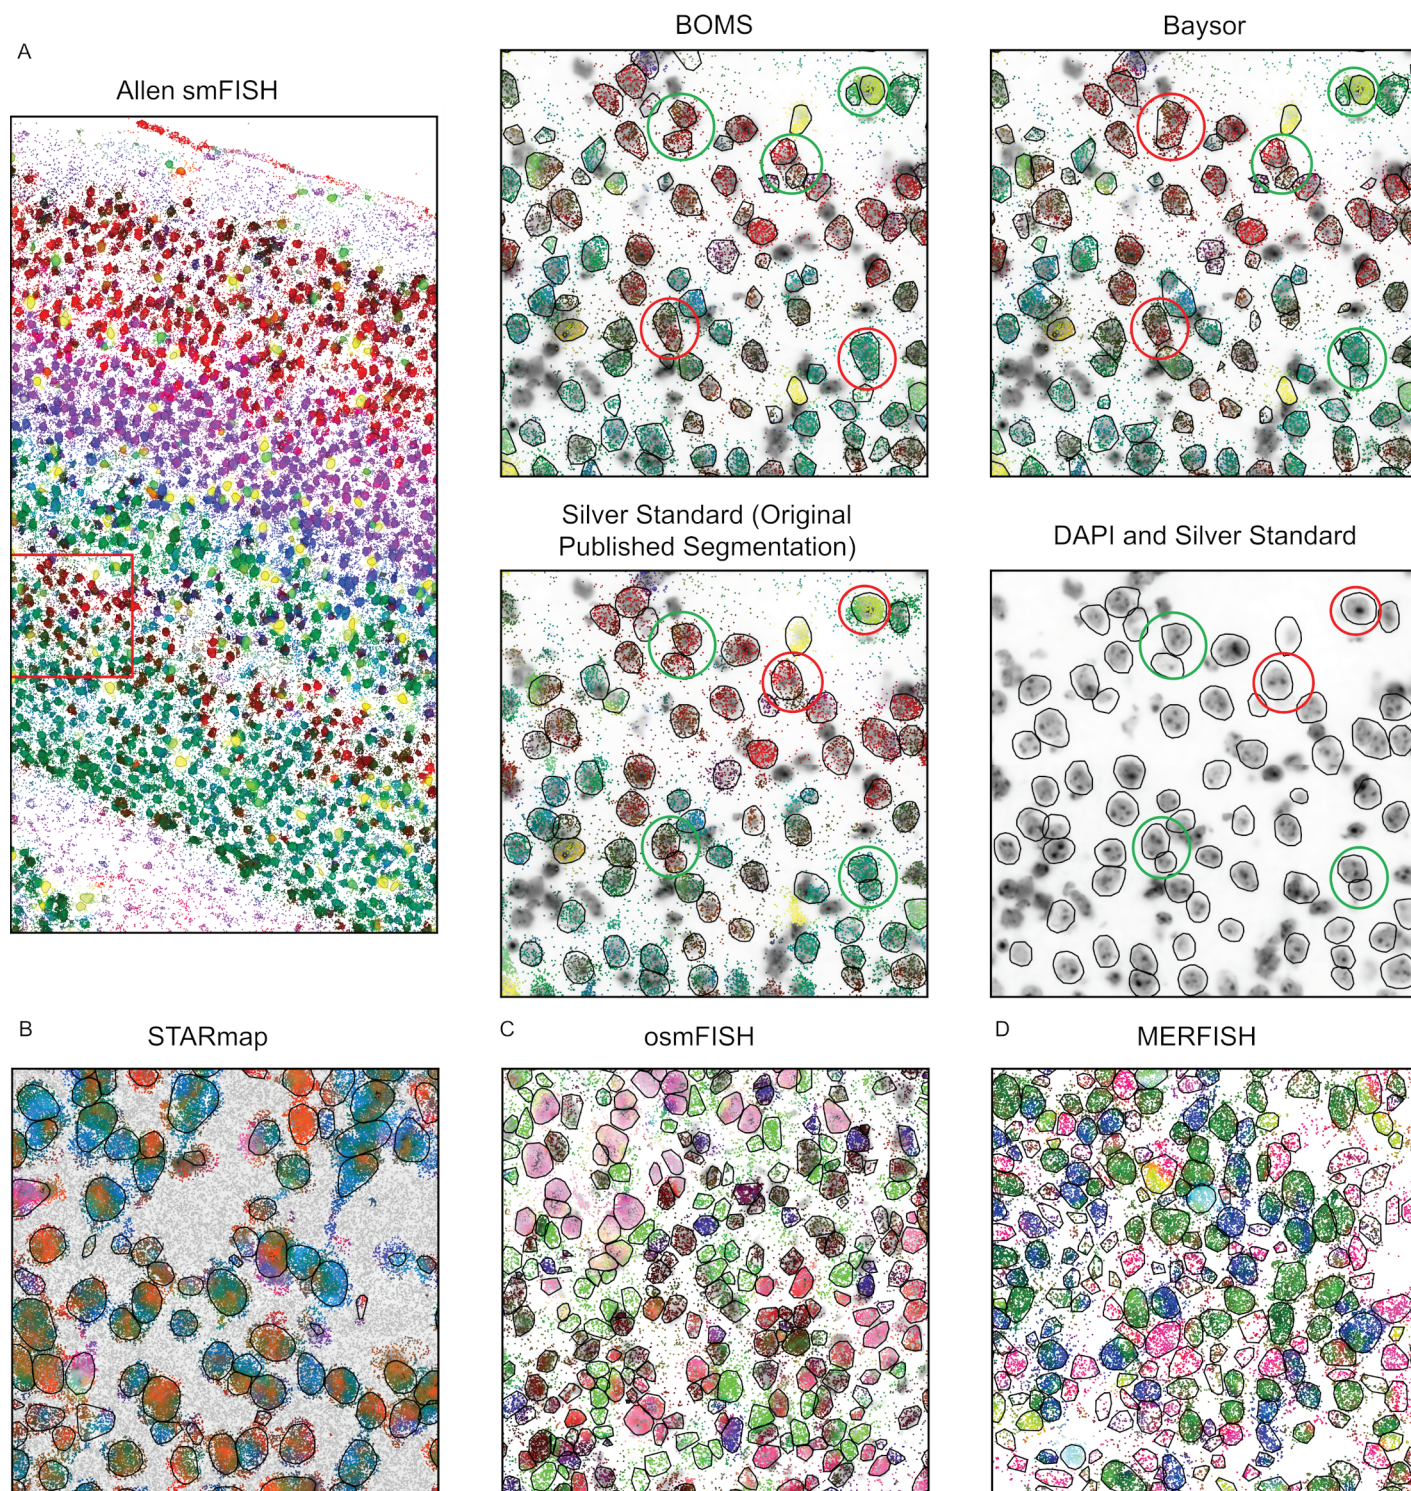 A
Allen smFISH
BOMS
Baysor
Silver Standard (Original
Published Segmentation)
DAPI and Silver Standard
B
STARmap
C
osmFISH
D
MERFISH